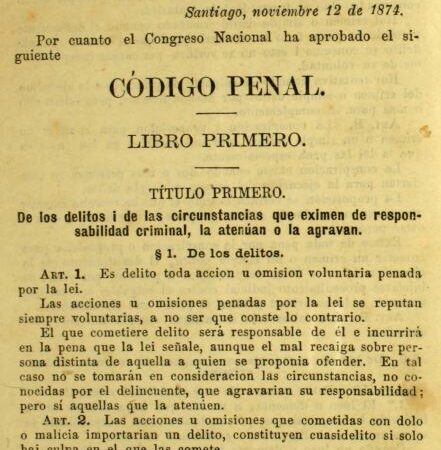 Santiago, noviembre 12 de 1874.
Por cuanto el Congreso Nacional ha aprobado el si-
guiente
CÓDIGO PENAL.
LIBRO PRIMERO.
TÍTULO PRIMERO.
De los delitos i de las circunstancias que eximen de respon-
sabilidad criminal, la atenúan o la agravan.
§ 1. De los delitos.
ART. 1. Es delito toda accion u omision voluntaria penada
por la lei.
Las acciones u omisiones penadas por la lei se reputan
siempre voluntarias, a no ser que conste lo contrario.
El que cometiere delito será responsable de él e incurrirá
en la pena que la lei señale, aunque el mal recaiga sobre per-
sona distinta de aquella a quien se proponia ofender. En tal
caso no se tomarán en consideracion las circunstancias, no co-
nocidas por el delincuente, que agravarian su responsabilidad;
pero sí aquellas que la atenúen.
ART. 2. Las acciones u omisiones que cometidas con dolo
o malicia importarian un delito, constituyen cuasidelito si solo
hai culpa en el que las comete.